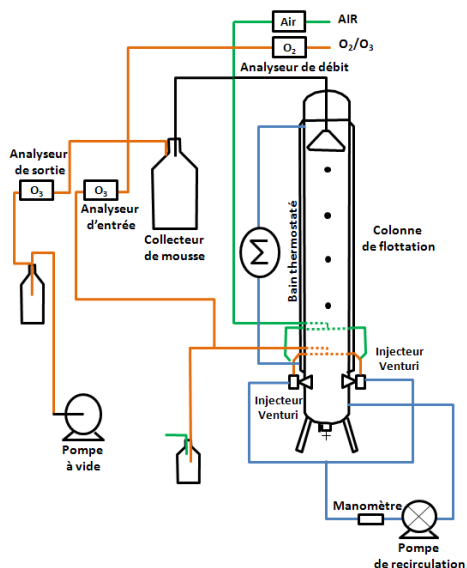 Air
AIR
O₂
O₂/O₃
Analyseur de débit
Analyseur
de sortie
O₃
O₃
Analyseur
d'entrée
Collecteur
de mousse
Σ
Bain thermostaté
Colonne
de flottation
Injecteur
Venturi
Injecteur
Venturi
Pompe
à vide
Manomètre
Pompe
de recirculation